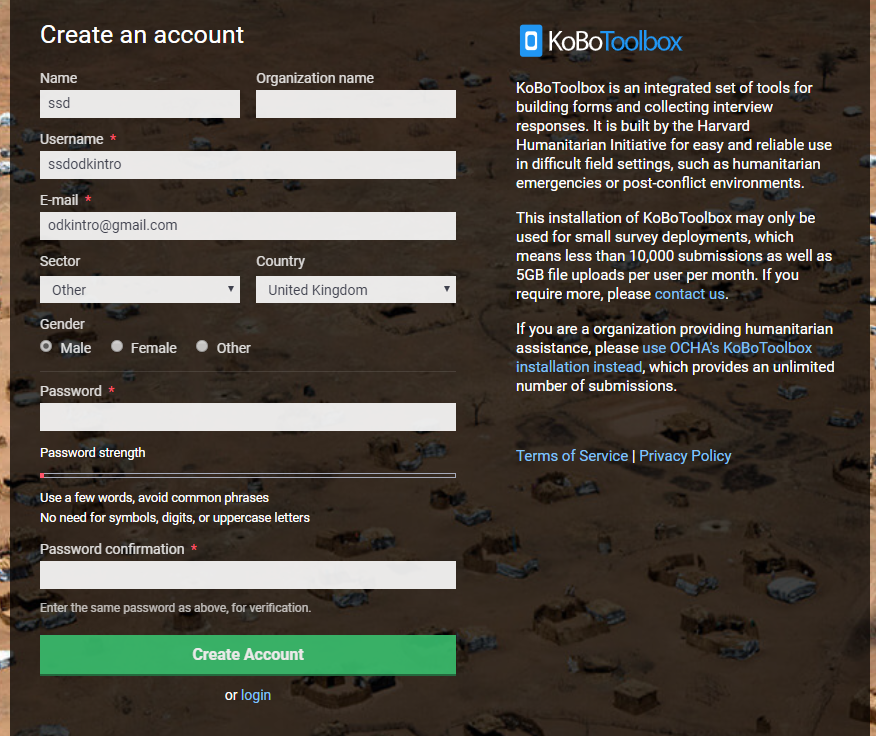 Create an account
Name
Organization name
ssd
Username *
ssdodkintro
E-mail *
odkintro@gmail.com
Sector
Country
Other
United Kingdom
Gender
Male
Female
Other
Password *
Password strength
Use a few words, avoid common phrases
No need for symbols, digits, or uppercase letters
Password confirmation *
Enter the same password as above, for verification.
Create Account
or login
KoBoToolbox
KoBoToolbox is an integrated set of tools for
building forms and collecting interview
responses. It is built by the Harvard
Humanitarian Initiative for easy and reliable use
in difficult field settings, such as humanitarian
emergencies or post-conflict environments.
This installation of KoBoToolbox may only be
used for small survey deployments, which
means less than 10,000 submissions as well as
5GB file uploads per user per month. If you
require more, please contact us.
If you are a organization providing humanitarian
assistance, please use OCHA's KoBoToolbox
installation instead, which provides an unlimited
number of submissions.
Terms of Service | Privacy Policy